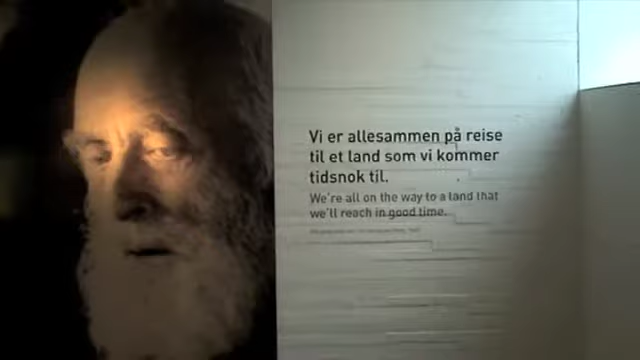 Vi er allesammen på reise
til et land som vi kommer
tidsnok til.
We're all on the way to a land that
we'll reach in good time.